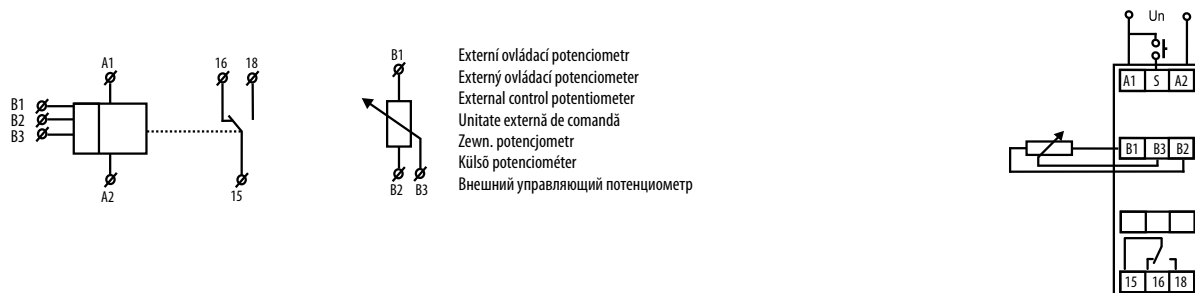 A1
16 18
B1
B2
B3
A2
15
B1
B2 B3
Externí ovládací potenciometr
Externý ovládací potenciometer
External control potentiometer
Unitate externă de comandă
Zewn. potencjometr
Külső potenciométer
Внешний управляющий потенциометр
Un
A1 S A2
B1 B3 B2
15 16 18